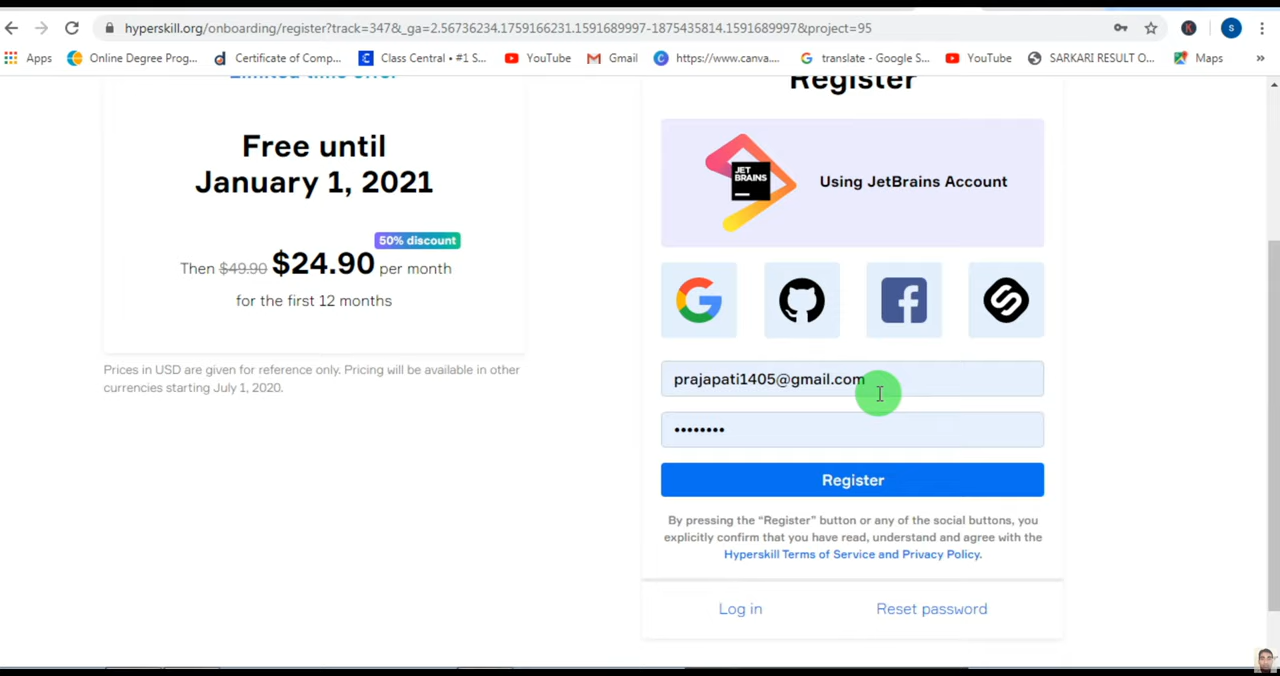 hyperskill.org/onboarding/register?track=347&_ga=2.56736234.1759166231.1591689997-1875435814.1591689997&project=95
S
Apps
Online Degree Prog...
Certificate of Comp...
Class Central • #1 S...
YouTube
Gmail
https://www.canva....
translate - Google S...
YouTube
SARKARI RESULT O...
Maps
»
Limited time offer
Free until
January 1, 2021
50% discount
Then $49.90 $24.90 per month
for the first 12 months
Prices in USD are given for reference only. Pricing will be available in other
currencies starting July 1, 2020.
Register
JET
BRAINS
Using JetBrains Account
prajapati1405@gmail.com
••••••••
Register
By pressing the “Register” button or any of the social buttons, you
explicitly confirm that you have read, understand and agree with the
Hyperskill Terms of Service and Privacy Policy.
Log in
Reset password